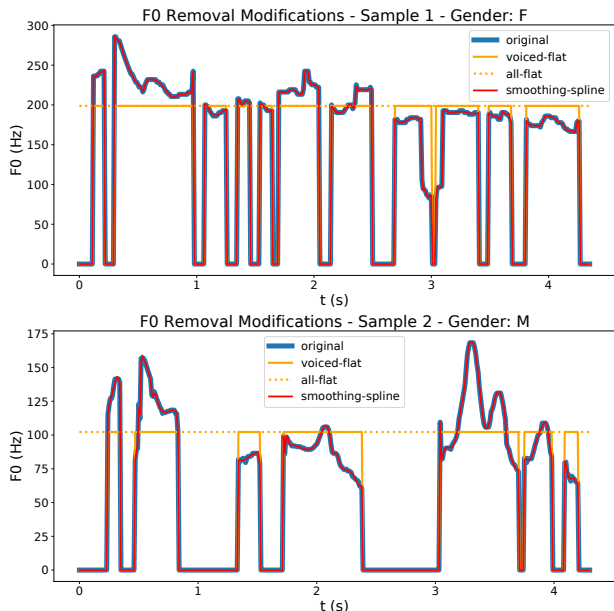 F0 Removal Modifications - Sample 1 - Gender: F
300
250
200
150
100
50
0
F0 (Hz)
original
voiced-flat
all-flat
smoothing-spline
0 1 2 3 4
t (s)
F0 Removal Modifications - Sample 2 - Gender: M
175
150
125
100
75
50
25
0
F0 (Hz)
original
voiced-flat
all-flat
smoothing-spline
0 1 2 3 4
t (s)